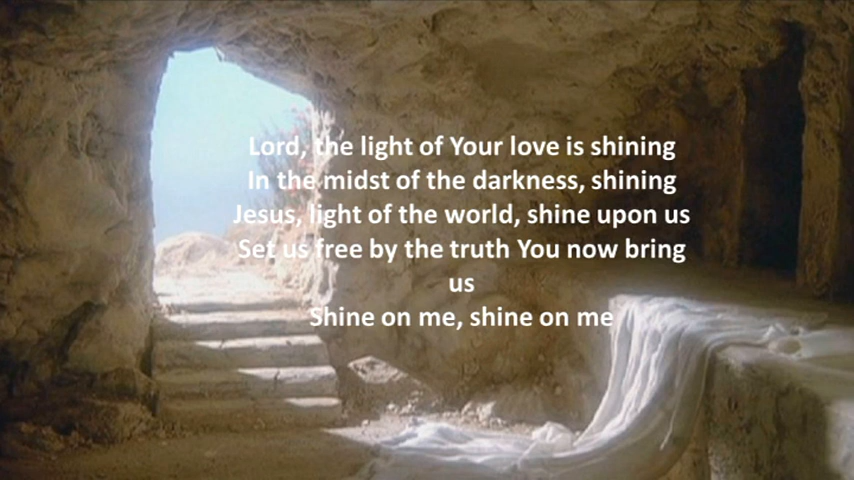 Lord, the light of Your love is shining
In the midst of the darkness, shining
Jesus, light of the world, shine upon us
Set us free by the truth You now bring
us
Shine on me, shine on me